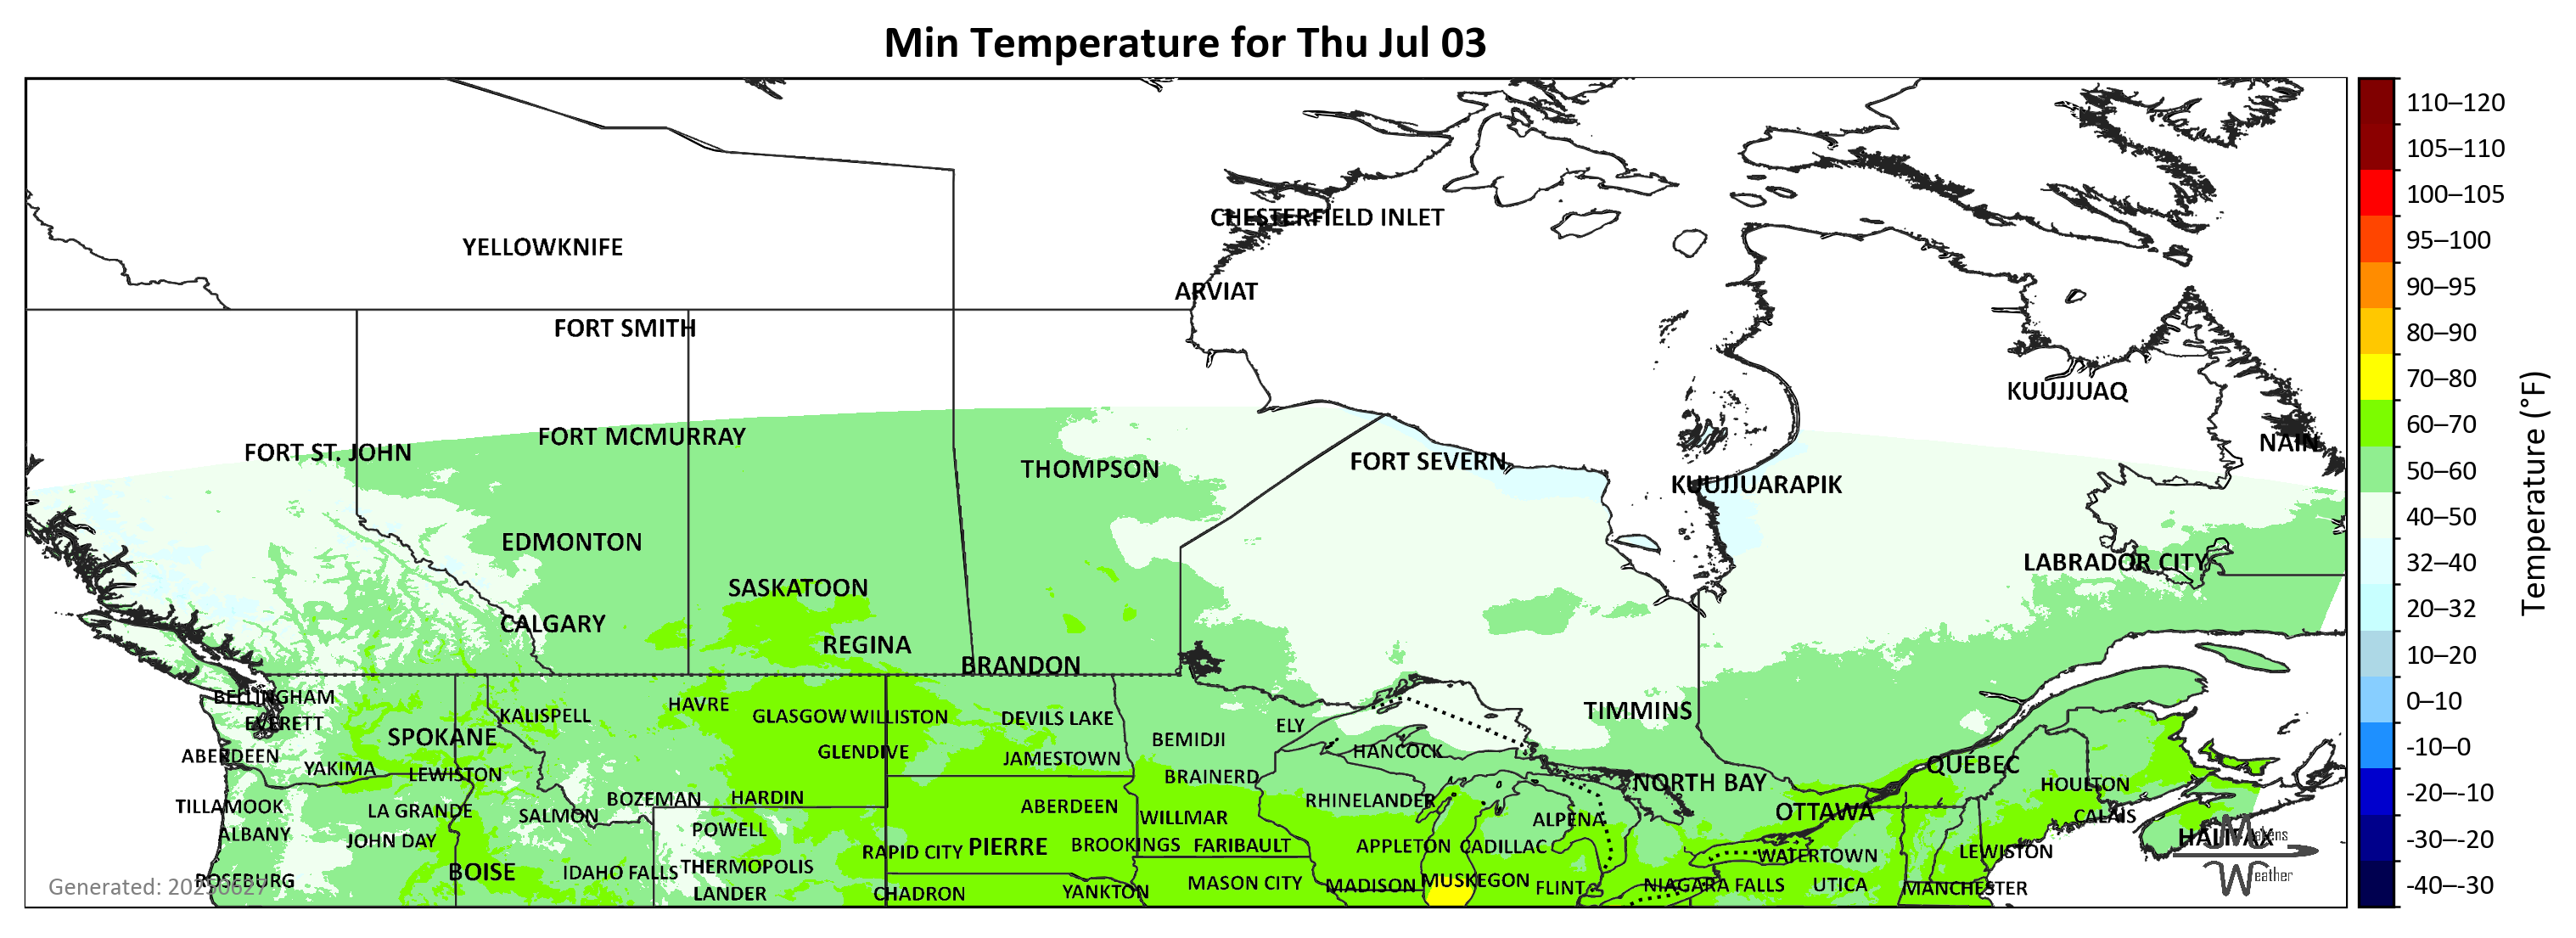 Min Temperature for Thu Jul 03
110–120
105–110
100–105
95–100
90–95
80–90
70–80
60–70
50–60
40–50
32–40
20–32
10–20
0–10
-10–0
-20–-10
-30–-20
-40–-30
Temperature (°F)
CHESTERFIELD INLET
YELLOWKNIFE
ARVIAT
FORT SMITH
KUUJJUAQ
FORT MCMURRAY
NAIN
FORT ST. JOHN
FORT SEVERN
THOMPSON
KUUJJUARAPIK
EDMONTON
LABRADOR CITY
SASKATOON
CALGARY
REGINA
BRANDON
BELLINGHAM
HAVRE
TIMMINS
KALISPELL
GLASGOW
WILLISTON
DEVILS LAKE
EVERETT
ELY
SPOKANE
BEMIDJI
GLENDIVE
HANCOCK
ABERDEEN
JAMESTOWN
QUÉBEC
YAKIMA
LEWISTON
BRAINERD
NORTH BAY
HOULTON
BOZEMAN
HARDIN
RHINELANDER
TILLAMOOK
ABERDEEN
LA GRANDE
OTTAWA
SALMON
CALAIS
WILLMAR
ALPENA
POWELL
ALBANY
HALIFAX
JOHN DAY
PIERRE
BROOKINGS
FARIBAULT
APPLETON
CADILLAC
RAPID CITY
LEWISTON
WATERTOWN
THERMOPOLIS
BOISE
IDAHO FALLS
ROSEBURG
MUSKEGON
MASON CITY
MADISON
NIAGARA FALLS
UTICA
FLINT
MANCHESTER
YANKTON
LANDER
CHADRON
Generated: 20250627
Makens
Weather